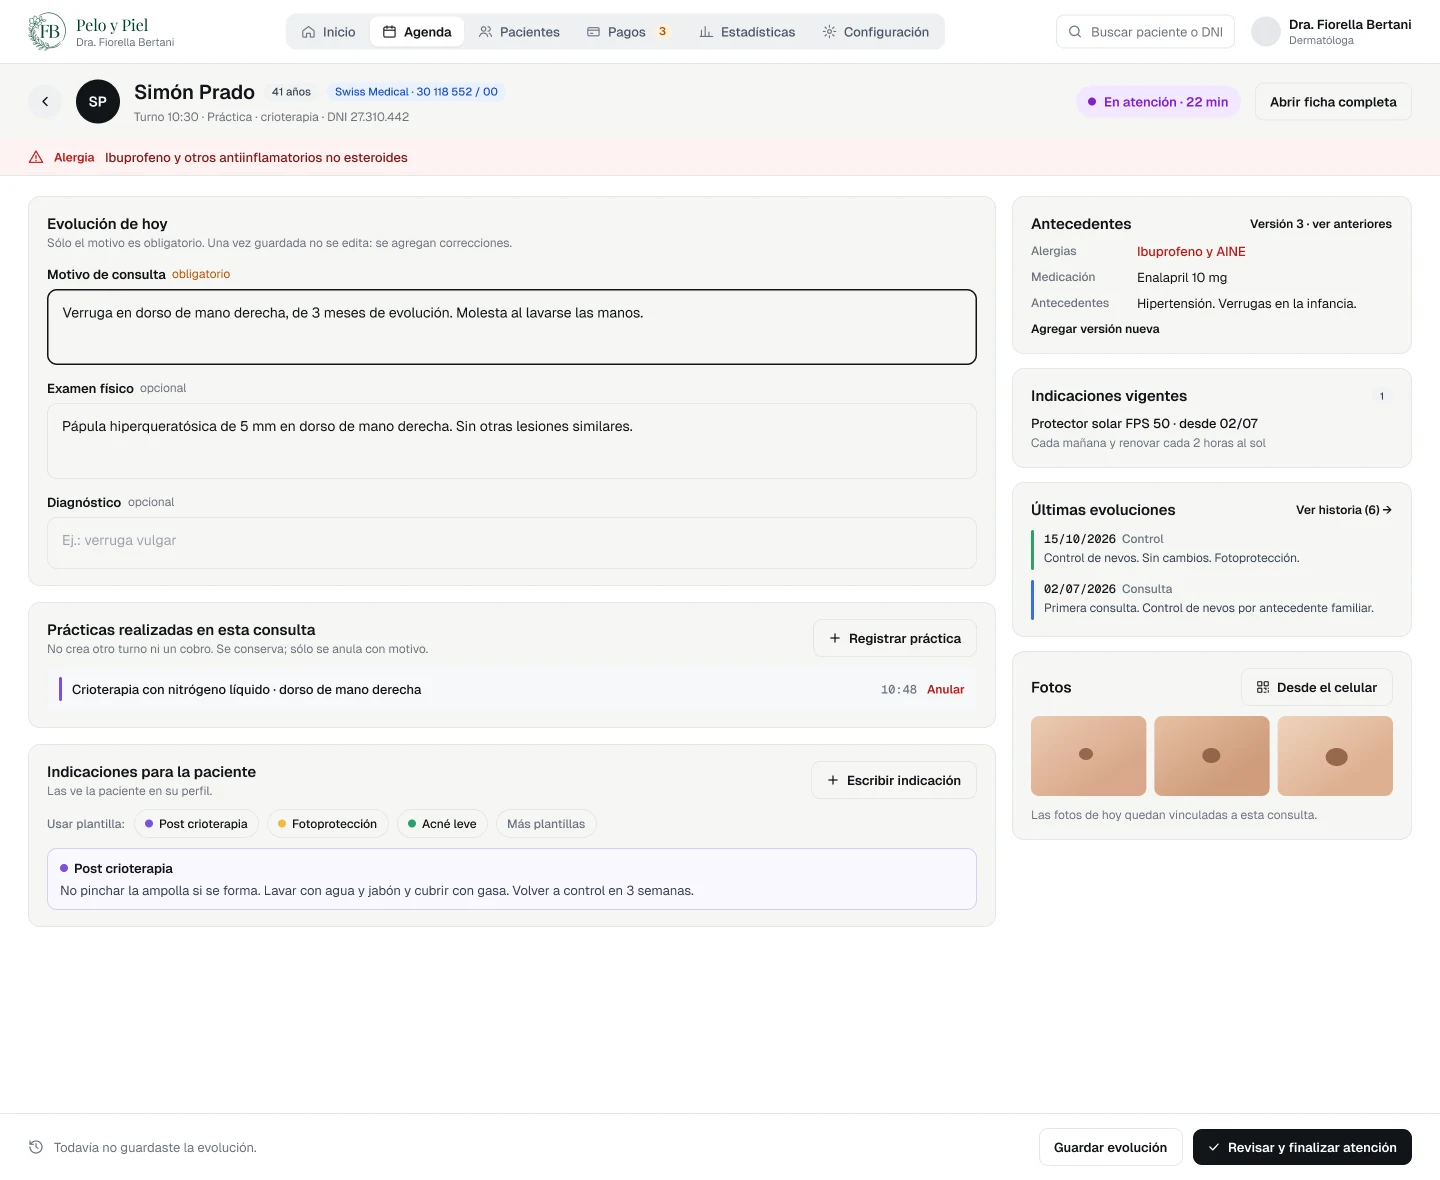 FB
Pelo y Piel
Dra. Fiorella Bertani
Inicio
Agenda
Pacientes
Pagos 3
Estadísticas
Configuración
Buscar paciente o DNI
Dra. Fiorella Bertani
Dermatóloga
SP
Simón Prado
41 años
Swiss Medical · 30 118 552 / 00
Turno 10:30 · Práctica · crioterapia · DNI 27.310.442
En atención · 22 min
Abrir ficha completa
Alergia Ibuprofeno y otros antiinflamatorios no esteroides
Evolución de hoy
Sólo el motivo es obligatorio. Una vez guardada no se edita: se agregan correcciones.
Motivo de consulta obligatorio
Verruga en dorso de mano derecha, de 3 meses de evolución. Molesta al lavarse las manos.
Examen físico opcional
Pápula hiperqueratósica de 5 mm en dorso de mano derecha. Sin otras lesiones similares.
Diagnóstico opcional
Ej.: verruga vulgar
Prácticas realizadas en esta consulta
No crea otro turno ni un cobro. Se conserva; sólo se anula con motivo.
Registrar práctica
Crioterapia con nitrógeno líquido · dorso de mano derecha
10:48 Anular
Indicaciones para la paciente
Las ve la paciente en su perfil.
Escribir indicación
Usar plantilla:
Post crioterapia
Fotoprotección
Acné leve
Más plantillas
Post crioterapia
No pinchar la ampolla si se forma. Lavar con agua y jabón y cubrir con gasa. Volver a control en 3 semanas.
Antecedentes
Versión 3 · ver anteriores
Alergias Ibuprofeno y AINE
Medicación Enalapril 10 mg
Antecedentes Hipertensión. Verrugas en la infancia.
Agregar versión nueva
Indicaciones vigentes 1
Protector solar FPS 50 · desde 02/07
Cada mañana y renovar cada 2 horas al sol
Últimas evoluciones
Ver historia (6) →
15/10/2026 Control
Control de nevos. Sin cambios. Fotoprotección.
02/07/2026 Consulta
Primera consulta. Control de nevos por antecedente familiar.
Fotos
Desde el celular
Las fotos de hoy quedan vinculadas a esta consulta.
Todavía no guardaste la evolución.
Guardar evolución
Revisar y finalizar atención